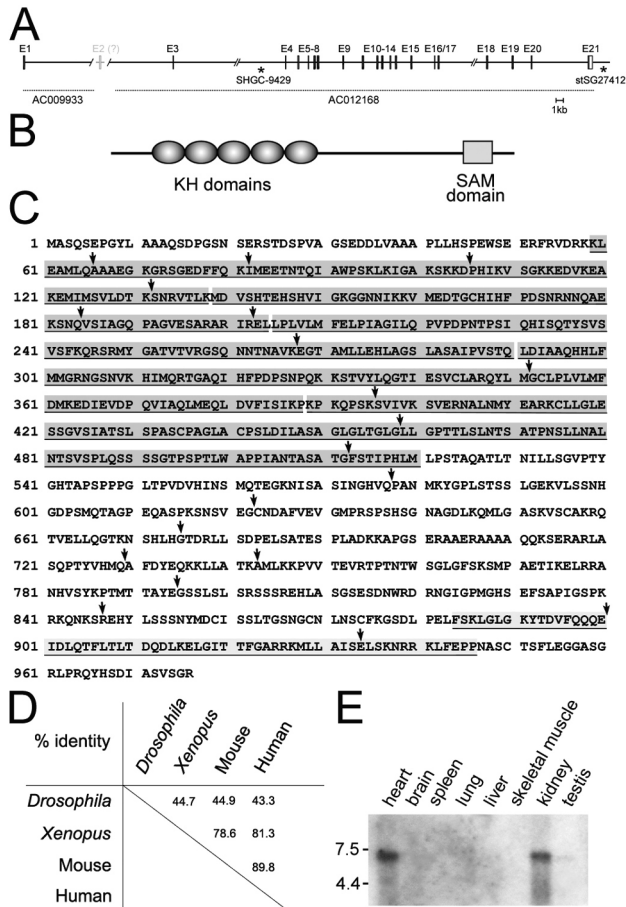 A
E1
E2 (?)
E3
E4 E5-8
E9
E10-14
E15
E16/17
E18 E19 E20
E21
*
SHGC-9429
*
stSG27412
AC009933
AC012168
1kb
B
KH domains
SAM
domain
C
1 MASQSEPGYL AAAQSDPGSN SERSTDSPVA GSEDDLVAAA PLLHSPEWSE ERFRVDRKKL
61 EAMLQAAAEG KGRSGEDFFQ KIMEETNTQI AWPSKLKIGA KSKKDPHIKV SGKKEDVKEA
121 KEMIMSVLDT KSNRVTLKMD VSHTEHSHVI GKGGNNIKKV MEDTGCHIHF PDSNRNNQAE
181 KSNQVSIAGQ PAGVESARAR IRELLPLVLM FELPIAGILQ PVPDPNTPSI QHISQTYSVS
241 VSFKQRSRMY GATVTVRGSQ NNTNAVKEGT AMLLEHLAGS LASAIPVSTQ LDIAAQHHLF
301 MMGRNGSNVK HIMQRTGAQI HFPDPSNPQK KSTVYLQGTI ESVCLARQYL MGCLPLVLMF
361 DMKEDIEVDP QVIAQLMEQL DVFISIKPKP KQPSKSVIVK SVERNALNMY EARKCLLGLE
421 SSGVSIATSL SPASCPAGLA CPSLDILASA GLGLTGLGLL GPTTLSLNTS ATPNSLLNAL
481 NTSVSPLQSS SSGTPSPTLW APPIANTASA TGFSTIPHLM LPSTAQATLT NILLSGVPTY
541 GHTAPSPPPG LTPVDVHINS MQTEGKNISA SINGHVQPAN MKYGPLSTSS LGEKVLSSNH
601 GDPSMQTAGP EQASPKSNSV EGCNDAFVEV GMPRSPSHSG NAGDLKQMLG ASKVSCAKRQ
661 TVELLQGTKN SHLHGTDRLL SDPELSATES PLADKKAPGS ERAAERAAAA QQKSERARLA
721 SQPTYVHMQA FDYEQKKLLA TKAMLKKPVV TEVRTPTNTW SGLGFSKSMP AETIKELRRA
781 NHVSYKPTMT TAYEGSSLSL SRSSSREHLA SGSESDNWRD RNGIGPMGHS EFSAPIGSPK
841 RKQNKSREHY LSSSNYMDCI SSLTGSNGCN LNSCFKGSDL PELFSKLGLG KYTDVFQQQE
901 IDLQTFLTLT DQDLKELGIT TFGARRKMLL AISELSKNRR KLFEPPNASC TSFLEGGASG
961 RLPRQYHSDI ASVSGR
D
% identity
Drosophila
Xenopus
Mouse
Human
Drosophila 44.7 44.9 43.3
Xenopus 78.6 81.3
Mouse 89.8
Human
E
heart
brain
spleen
lung
liver
skeletal muscle
kidney
testis
7.5
4.4